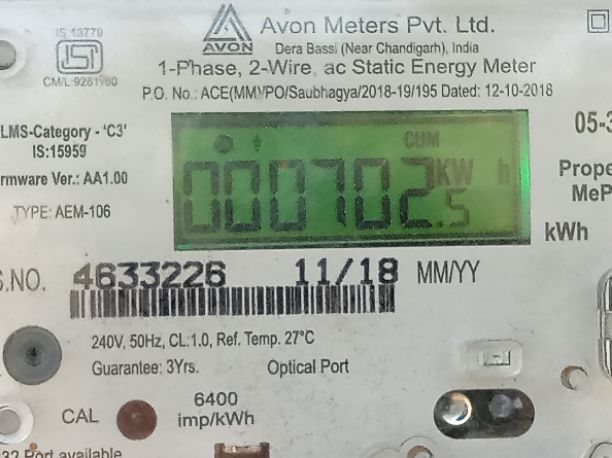 IS:13779
CM/L-9261760
AVON
Avon Meters Pvt. Ltd.
Dera Bassi (Near Chandigarh), India
1-Phase, 2-Wire, ac Static Energy Meter
P.O. No.: ACE(MM)/PO/Saubhagya/2018-19/195 Dated: 12-10-2018
LMS-Category - 'C3'
IS:15959
rmware Ver.: AA1.00
TYPE: AEM-106
CUM
000702.5 KW h
05-3
Prope
MeP
kWh
S.NO. 4633226 11/18 MM/YY
240V, 50Hz, CL:1.0, Ref. Temp. 27°C
Guarantee: 3Yrs. Optical Port
CAL
6400
imp/kWh
32 Port available